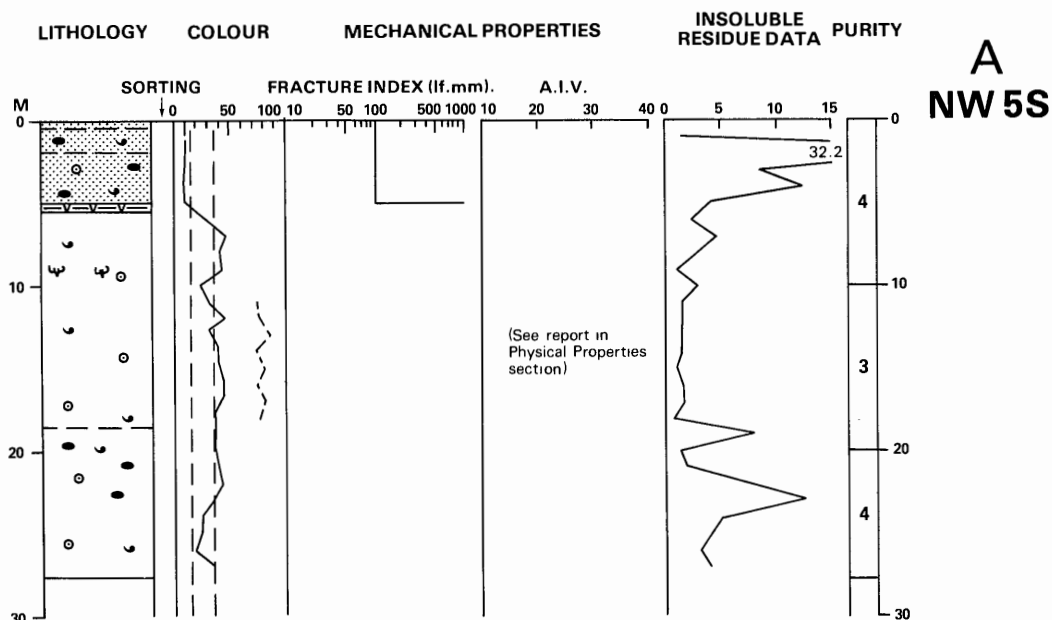 LITHOLOGY COLOUR MECHANICAL PROPERTIES INSOLUBLE RESIDUE DATA PURITY
A
NW 5S
SORTING FRACTURE INDEX (If.mm). A.I.V.
M 0 50 100 10 50 100 500 1000 10 20 30 40 0 5 10 15
0 0
32.2
4
10 10
(See report in
Physical Properties
section)
3
20 20
4
30 30